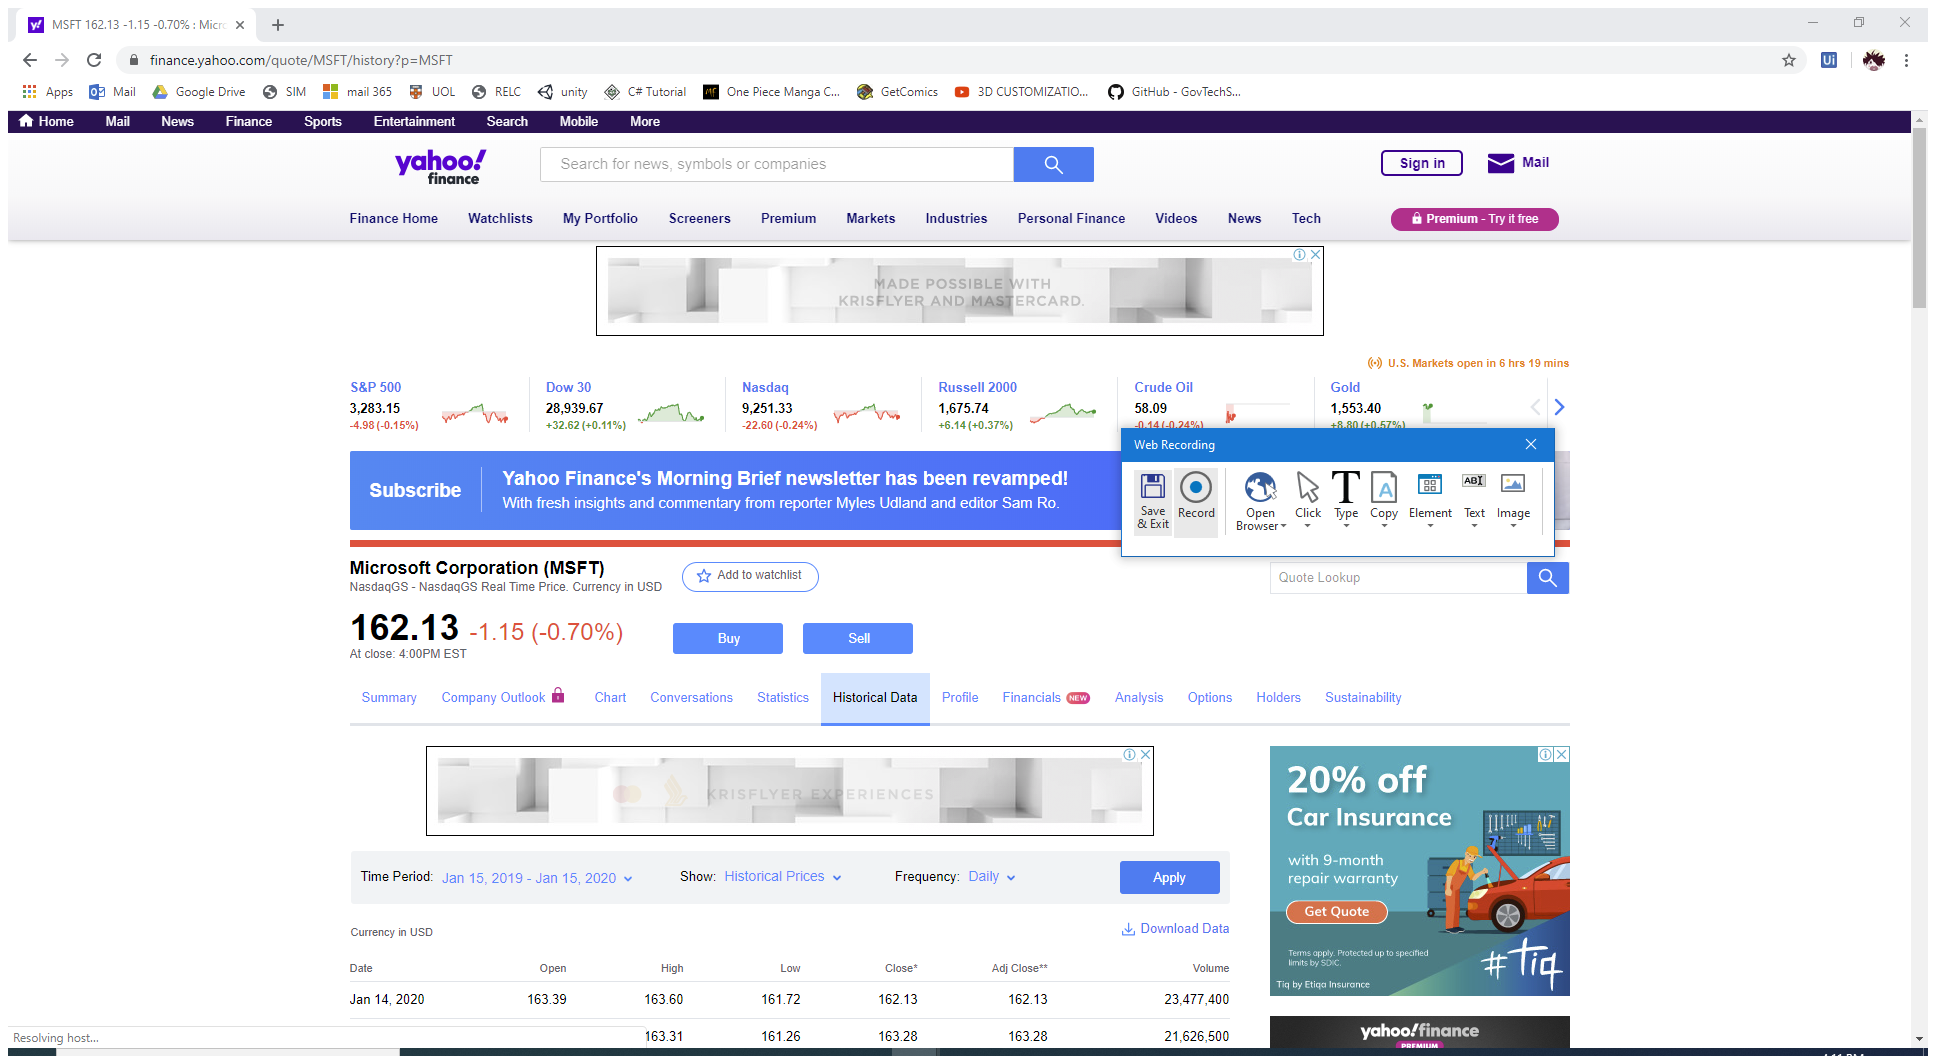 MSFT 162.13 -1.15 -0.70% : Micr
finance.yahoo.com/quote/MSFT/history?p=MSFT
Apps Mail Google Drive SIM mail 365 UOL RELC unity C# Tutorial One Piece Manga C... GetComics 3D CUSTOMIZATIO... GitHub - GovTechS...
Home Mail News Finance Sports Entertainment Search Mobile More
yahoo!
finance
Search for news, symbols or companies
Sign in
Mail
Finance Home Watchlists My Portfolio Screeners Premium Markets Industries Personal Finance Videos News Tech
Premium - Try it free
MADE POSSIBLE WITH
KRISFLYER AND MASTERCARD.
U.S. Markets open in 6 hrs 19 mins
S&P 500 Dow 30 Nasdaq Russell 2000 Crude Oil Gold
3,283.15 28,939.67 9,251.33 1,675.74 58.09 1,553.40
-4.98 (-0.15%) +32.62 (+0.11%) -22.60 (-0.24%) +6.14 (+0.37%) -0.14 (-0.24%) +8.80 (+0.57%)
Subscribe
Yahoo Finance's Morning Brief newsletter has been revamped!
With fresh insights and commentary from reporter Myles Udland and editor Sam Ro.
Web Recording
Save
& Exit
Record
Open
Browser
Click Type Copy Element Text Image
ABI
Microsoft Corporation (MSFT)
NasdaqGS - NasdaqGS Real Time Price. Currency in USD
Add to watchlist
Quote Lookup
162.13 -1.15 (-0.70%)
At close: 4:00PM EST
Buy Sell
Summary Company Outlook Chart Conversations Statistics Historical Data Profile Financials NEW Analysis Options Holders Sustainability
KRISFLYER EXPERIENCES
20% off
Car Insurance
with 9-month
repair warranty
Get Quote
Terms apply. Protected up to specified
limits by SDIC.
#tiq
Tiq by Etiqa Insurance
Time Period: Jan 15, 2019 - Jan 15, 2020 Show: Historical Prices Frequency: Daily Apply
Currency in USD Download Data
Date Open High Low Close* Adj Close** Volume
Jan 14, 2020 163.39 163.60 161.72 162.13 162.13 23,477,400
163.31 161.26 163.28 163.28 21,626,500
yahoo!finance
PREMIUM
Resolving host...